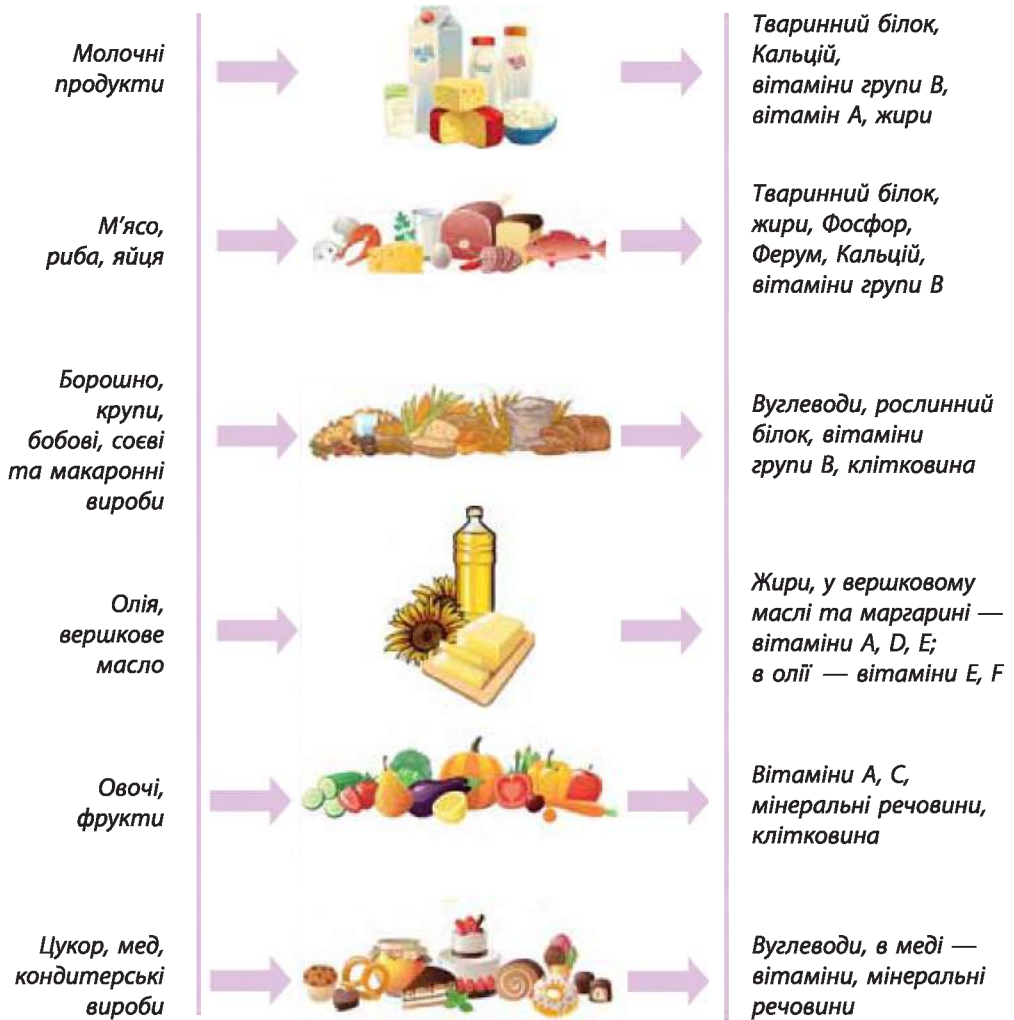 Молочні
продукти
Тваринний білок,
Кальцій,
вітаміни групи В,
вітамін А, жири
М'ясо,
риба, яйця
Тваринний білок,
жири, Фосфор,
Ферум, Кальцій,
вітаміни групи В
Борошно,
крупи,
бобові, соєві
та макаронні
вироби
Вуглеводи, рослинний
білок, вітаміни
групи В, клітковина
Олія,
вершкове
масло
Жири, у вершковому
маслі та маргарині —
вітаміни A, D, E;
в олії — вітаміни E, F
Овочі,
фрукти
Вітаміни А, С,
мінеральні речовини,
клітковина
Цукор, мед,
кондитерські
вироби
Вуглеводи, в меді —
вітаміни, мінеральні
речовини